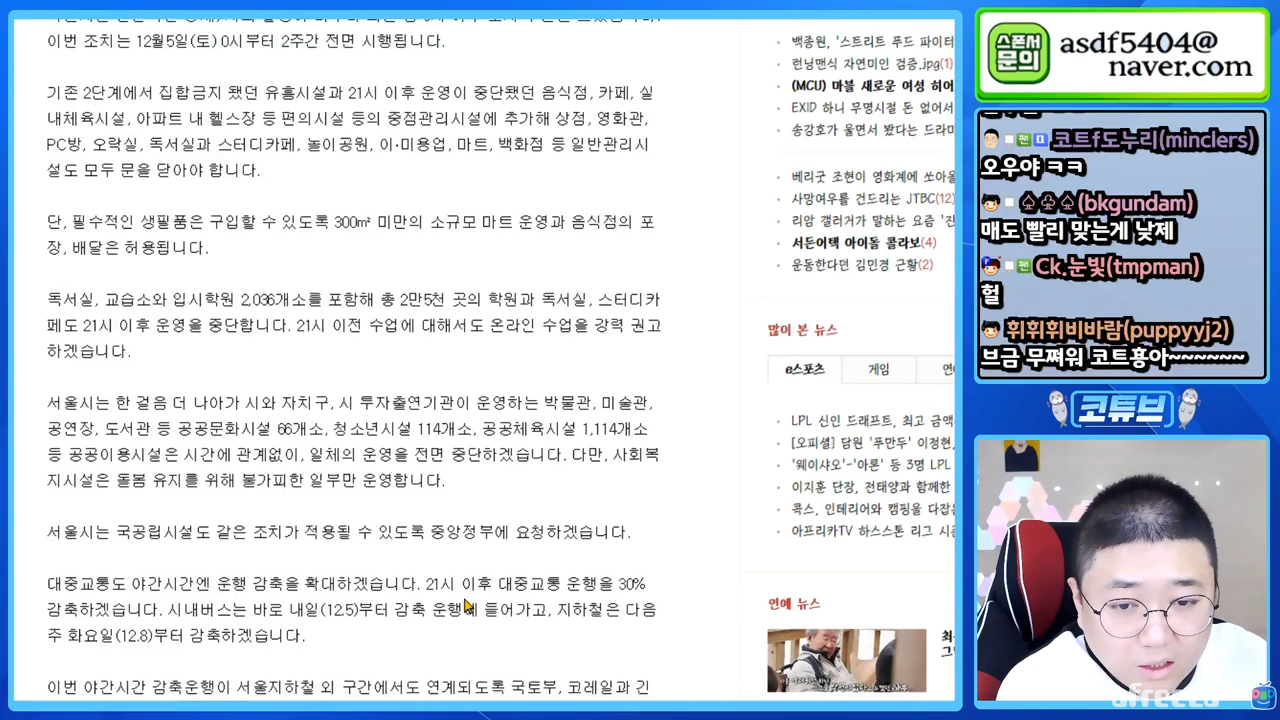 이번 조치는 12월5일(토) 0시부터 2주간 전면 시행됩니다.
기존 2단계에서 집합금지 됐던 유흥시설과 21시 이후 운영이 중단됐던 음식점, 카페, 실
내체육시설, 아파트 내 헬스장 등 편의시설 등의 중점관리시설에 추가해 상점, 영화관,
PC방, 오락실, 독서실과 스터디카페, 놀이공원, 이·미용업, 마트, 백화점 등 일반관리시
설도 모두 문을 닫아야 합니다.
단, 필수적인 생필품은 구입할 수 있도록 300㎡ 미만의 소규모 마트 운영과 음식점의 포
장, 배달은 허용됩니다.
독서실, 교습소와 입시학원 2,036개소를 포함해 총 2만5천 곳의 학원과 독서실, 스터디카
페도 21시 이후 운영을 중단합니다. 21시 이전 수업에 대해서도 온라인 수업을 강력 권고
하겠습니다.
서울시는 한 걸음 더 나아가 시와 자치구, 시 투자출연기관이 운영하는 박물관, 미술관,
공연장, 도서관 등 공공문화시설 66개소, 청소년시설 114개소, 공공체육시설 1,114개소
등 공공이용시설은 시간에 관계없이, 일체의 운영을 전면 중단하겠습니다. 다만, 사회복
지시설은 돌봄 유지를 위해 불가피한 일부만 운영합니다.
서울시는 국공립시설도 같은 조치가 적용될 수 있도록 중앙정부에 요청하겠습니다.
대중교통도 야간시간엔 운행 감축을 확대하겠습니다. 21시 이후 대중교통 운행을 30%
감축하겠습니다. 시내버스는 바로 내일(12.5)부터 감축 운행에 들어가고, 지하철은 다음
주 화요일(12.8)부터 감축하겠습니다.
이번 야간시간 감축운행이 서울지하철 외 구간에서도 연계되도록 국토부, 코레일과 긴
백종원, '스트리트 푸드 파이터
런닝맨식 자연미인 검증.jpg(1)
(MCU) 마블 새로운 여성 히어
EXID 하니 무명시절 돈 없어서
송강호가 울면서 봤다는 드라마
베리굿 조현이 영화계에 쏘아올
사망여우를 건드리는 JTBC(12)
리암 갤러거가 말하는 요즘 '진
서든어택 아이돌 콜라보(4)
운동한다던 김민경 근황(2)
많이 본 뉴스
e스포츠
게임
연
LPL 신인 드래프트, 최고 금액
[오피셜] 담원 '푸만두' 이정현,
'웨이샤오'-'아론' 등 3명 LPL
이지훈 단장, 전태양과 함께한
콕스, 인테리어와 캠핑을 다잡은
아프리카TV 하스스톤 리그 시즌
연예 뉴스
최
그
스폰서
문의
asdf5404@
naver.com
팬
코트f도누리(minclers)
오우야 ㅋㅋ
♤♧♤(bkgundam)
매도 빨리 맞는게 낮제
팬
Ck.눈빛(tmpman)
헐
휘휘휘비바람(puppyyj2)
브금 무쪄워 코트흥아~~~~~~
코튜브
afreeca